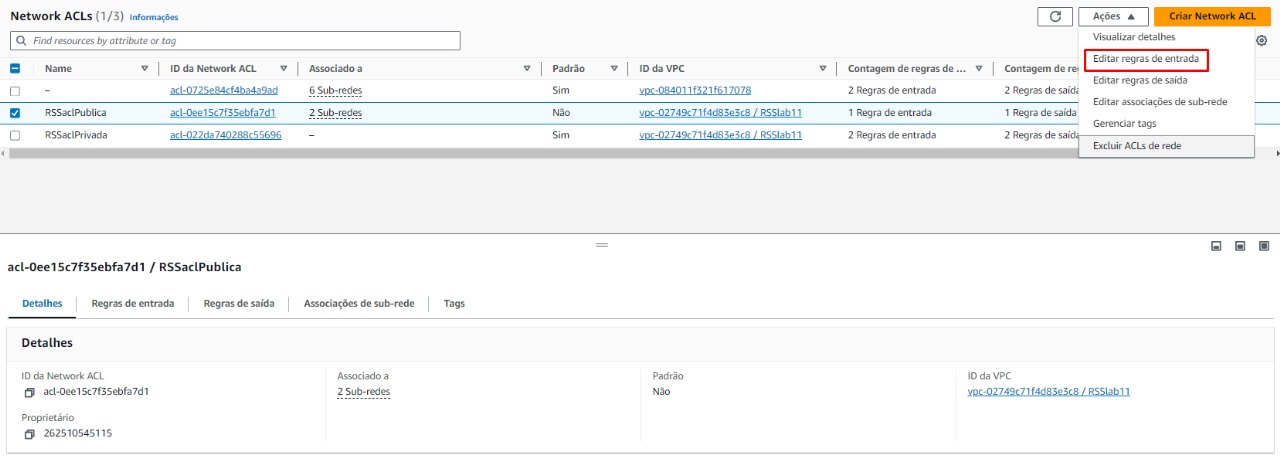 Network ACLs (1/3) Informações
Ações
Criar Network ACL
Find resources by attribute or tag
Visualizar detalhes
Editar regras de entrada
Editar regras de saída
Editar associações de sub-rede
Gerenciar tags
Excluir ACLs de rede
Name ID da Network ACL Associado a Padrão ID da VPC Contagem de regras de ... Contagem de re
– acl-0725e84cf4ba4a9ad 6 Sub-redes Sim vpc-084011f321f617078 2 Regras de entrada 2 Regras de saída
RSSaclPublica acl-0ee15c7f35ebfa7d1 2 Sub-redes Não vpc-02749c71f4d83e3c8 / RSSlab11 1 Regra de entrada 1 Regra de saída
RSSaclPrivada acl-022da740288c55696 – Sim vpc-02749c71f4d83e3c8 / RSSlab11 2 Regras de entrada 2 Regras de saída
acl-0ee15c7f35ebfa7d1 / RSSaclPublica
Detalhes Regras de entrada Regras de saída Associações de sub-rede Tags
Detalhes
ID da Network ACL Associado a Padrão ID da VPC
acl-0ee15c7f35ebfa7d1 2 Sub-redes Não vpc-02749c71f4d83e3c8 / RSSlab11
Proprietário
262510545115